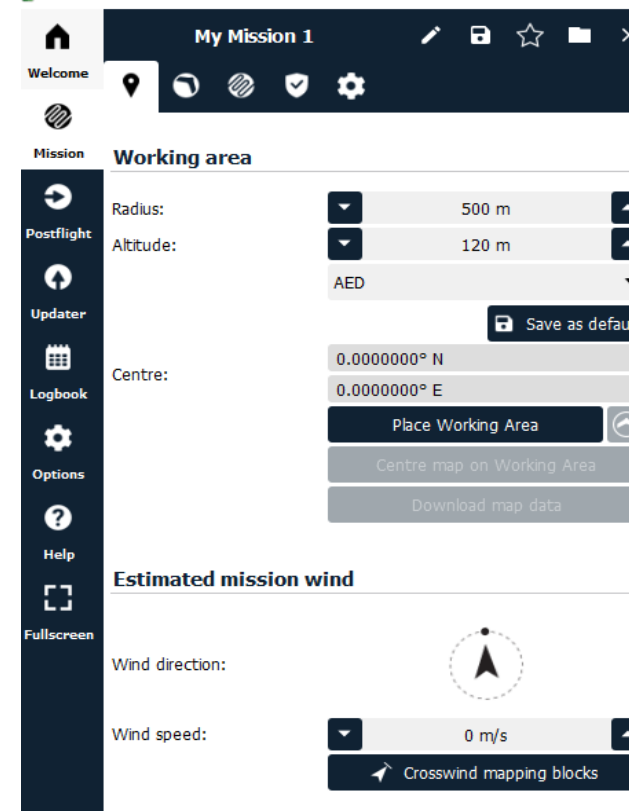 My Mission 1
Welcome
Mission
Postflight
Updater
Logbook
Options
Help
Fullscreen
Working area
Radius:
500 m
Altitude:
120 m
AED
Save as defau
Centre:
0.0000000° N
0.0000000° E
Place Working Area
Centre map on Working Area
Download map data
Estimated mission wind
Wind direction:
Wind speed:
0 m/s
Crosswind mapping blocks